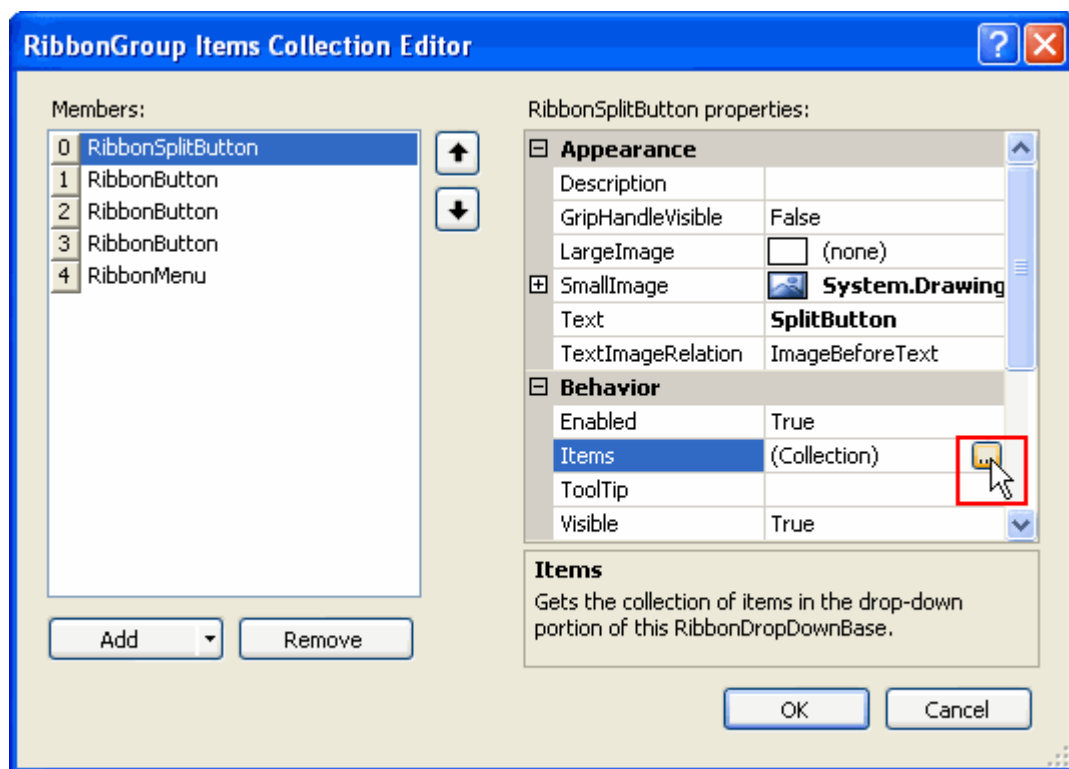 RibbonGroup Items Collection Editor
Members:
0 RibbonSplitButton
1 RibbonButton
2 RibbonButton
3 RibbonButton
4 RibbonMenu
Add
Remove
RibbonSplitButton properties:
Appearance
Description
GripHandleVisible False
LargeImage (none)
SmallImage System.Drawing
Text SplitButton
TextImageRelation ImageBeforeText
Behavior
Enabled True
Items (Collection) ...
ToolTip
Visible True
Items
Gets the collection of items in the drop-down
portion of this RibbonDropDownBase.
OK Cancel